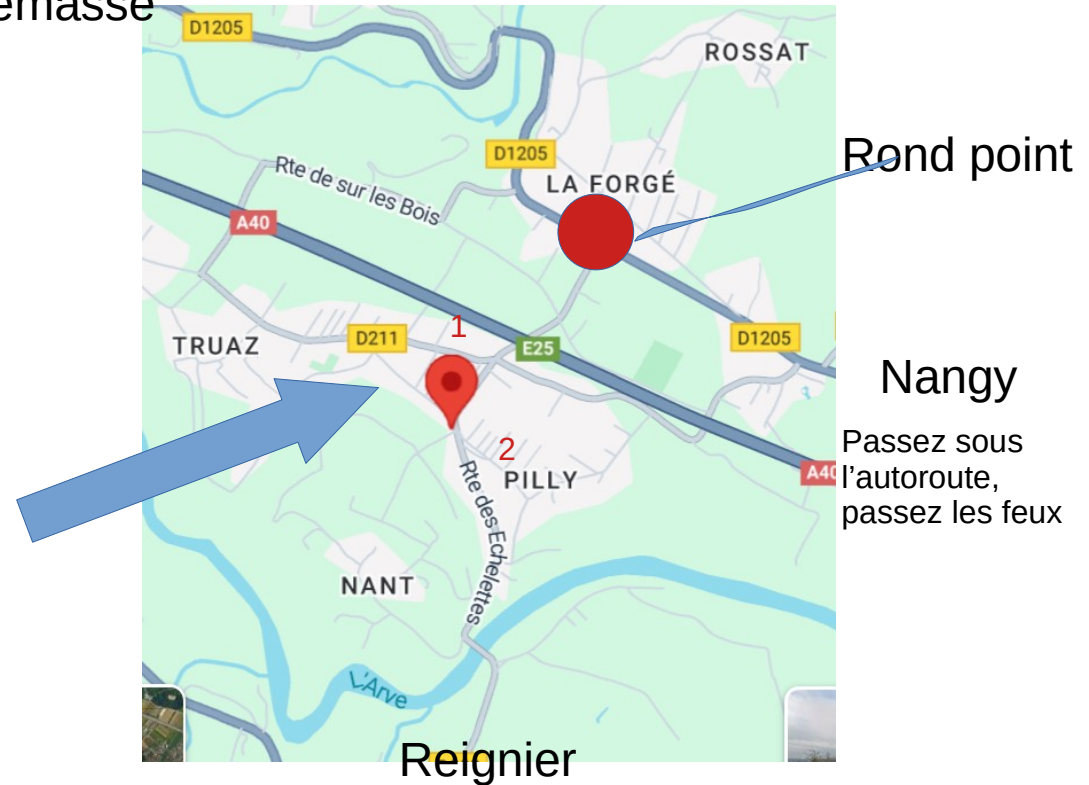 emasse
D1205
ROSSAT
D1205
Rond point
Rte de sur les Bois
LA FORGÉ
A40
1
D211
E25
D1205
TRUAZ
Nangy
Passez sous
l'autoroute,
passez les feux
2
PILLY
A40
Rte des Echelettes
NANT
L'Arve
Reignier